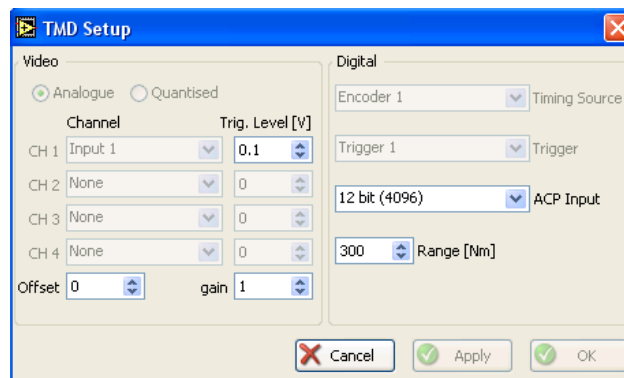 TMD Setup
Video
Analogue Quantised
Channel Trig. Level [V]
CH 1 Input 1 0.1
CH 2 None 0
CH 3 None 0
CH 4 None 0
Offset 0 gain 1
Digital
Encoder 1 Timing Source
Trigger 1 Trigger
12 bit (4096) ACP Input
300 Range [Nm]
Cancel Apply OK